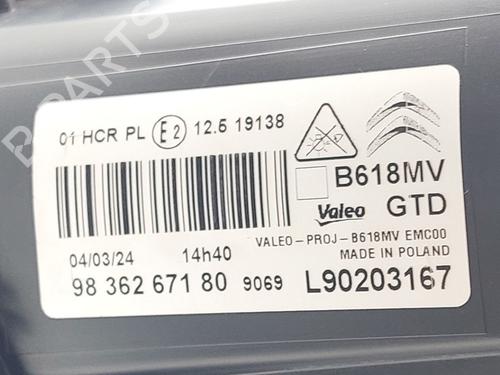 B-PARTS
01 HCR PL E2 12.5 19138
B618MV
Valeo GTD
VALEO-PROJ-B618MV EMC00
04/03/24 14h40 MADE IN POLAND
98 362 671 80 9069 L90203167